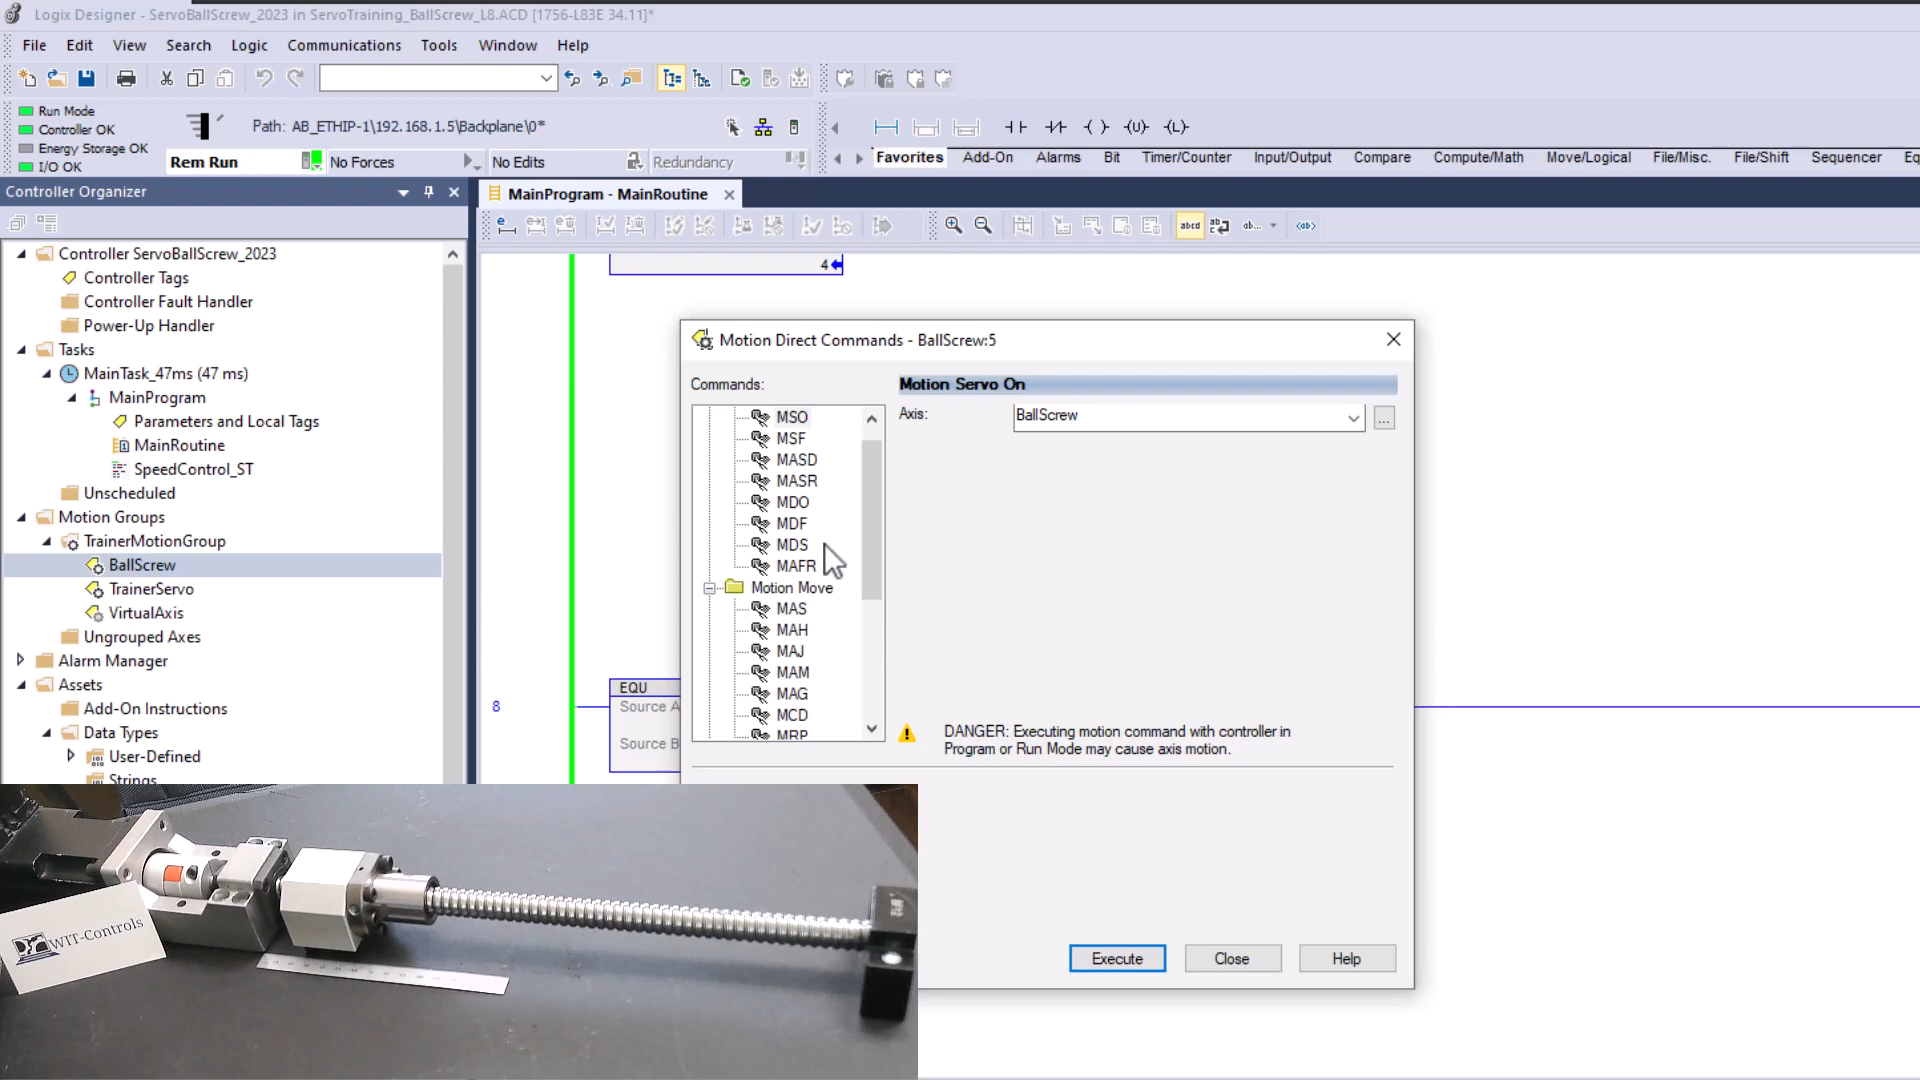 Logix Designer - ServoBallScrew_2023 in ServoTraining_BallScrew_L8.ACD [1756-L83E 34.11]*
File Edit View Search Logic Communications Tools Window Help
Run Mode
Controller OK
Energy Storage OK
I/O OK
Path: AB_ETHIP-1\192.168.1.5\Backplane\0*
Rem Run
No Forces
No Edits
Redundancy
Favorites Add-On Alarms Bit Timer/Counter Input/Output Compare Compute/Math Move/Logical File/Misc. File/Shift Sequencer
Controller Organizer
Controller ServoBallScrew_2023
Controller Tags
Controller Fault Handler
Power-Up Handler
Tasks
MainTask_47ms (47 ms)
MainProgram
Parameters and Local Tags
MainRoutine
SpeedControl_ST
Unscheduled
Motion Groups
TrainerMotionGroup
BallScrew
TrainerServo
VirtualAxis
Ungrouped Axes
Alarm Manager
Assets
Add-On Instructions
Data Types
User-Defined
Strings
MainProgram - MainRoutine
4
8
EQU
Source A
Source B
Motion Direct Commands - BallScrew:5
Commands:
MSO
MSF
MASD
MASR
MDO
MDF
MDS
MAFR
Motion Move
MAS
MAH
MAJ
MAM
MAG
MCD
MRP
Motion Servo On
Axis:
BallScrew
...
DANGER: Executing motion command with controller in
Program or Run Mode may cause axis motion.
Execute Close Help
WIT-Controls